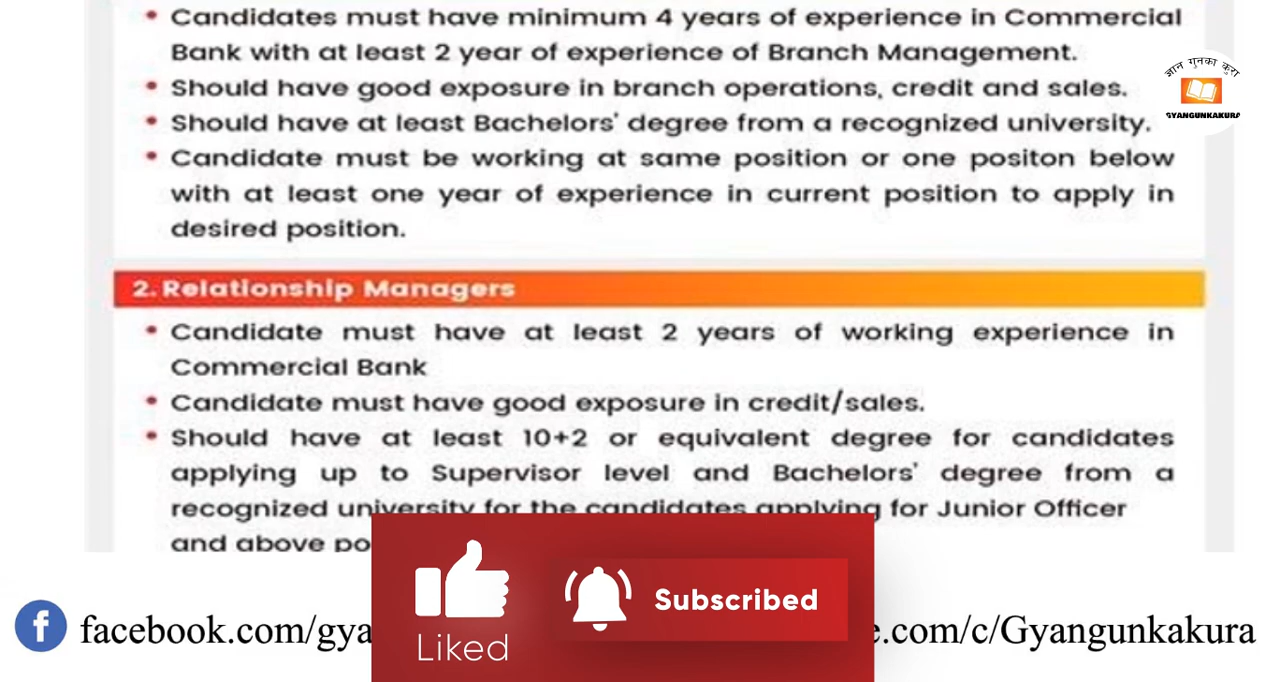 • Candidates must have minimum 4 years of experience in Commercial
Bank with at least 2 year of experience of Branch Management.
• Should have good exposure in branch operations, credit and sales.
• Should have at least Bachelors' degree from a recognized university.
• Candidate must be working at same position or one positon below
with at least one year of experience in current position to apply in
desired position.
ज्ञान गुनका कुरा
GYANGUNKAKURA
2. Relationship Managers
• Candidate must have at least 2 years of working experience in
Commercial Bank
• Candidate must have good exposure in credit/sales.
• Should have at least 10+2 or equivalent degree for candidates
applying up to Supervisor level and Bachelors' degree from a
recognized university for the candidates applying for Junior Officer
and above po
Liked
Subscribed
facebook.com/gya
e.com/c/Gyangunkakura